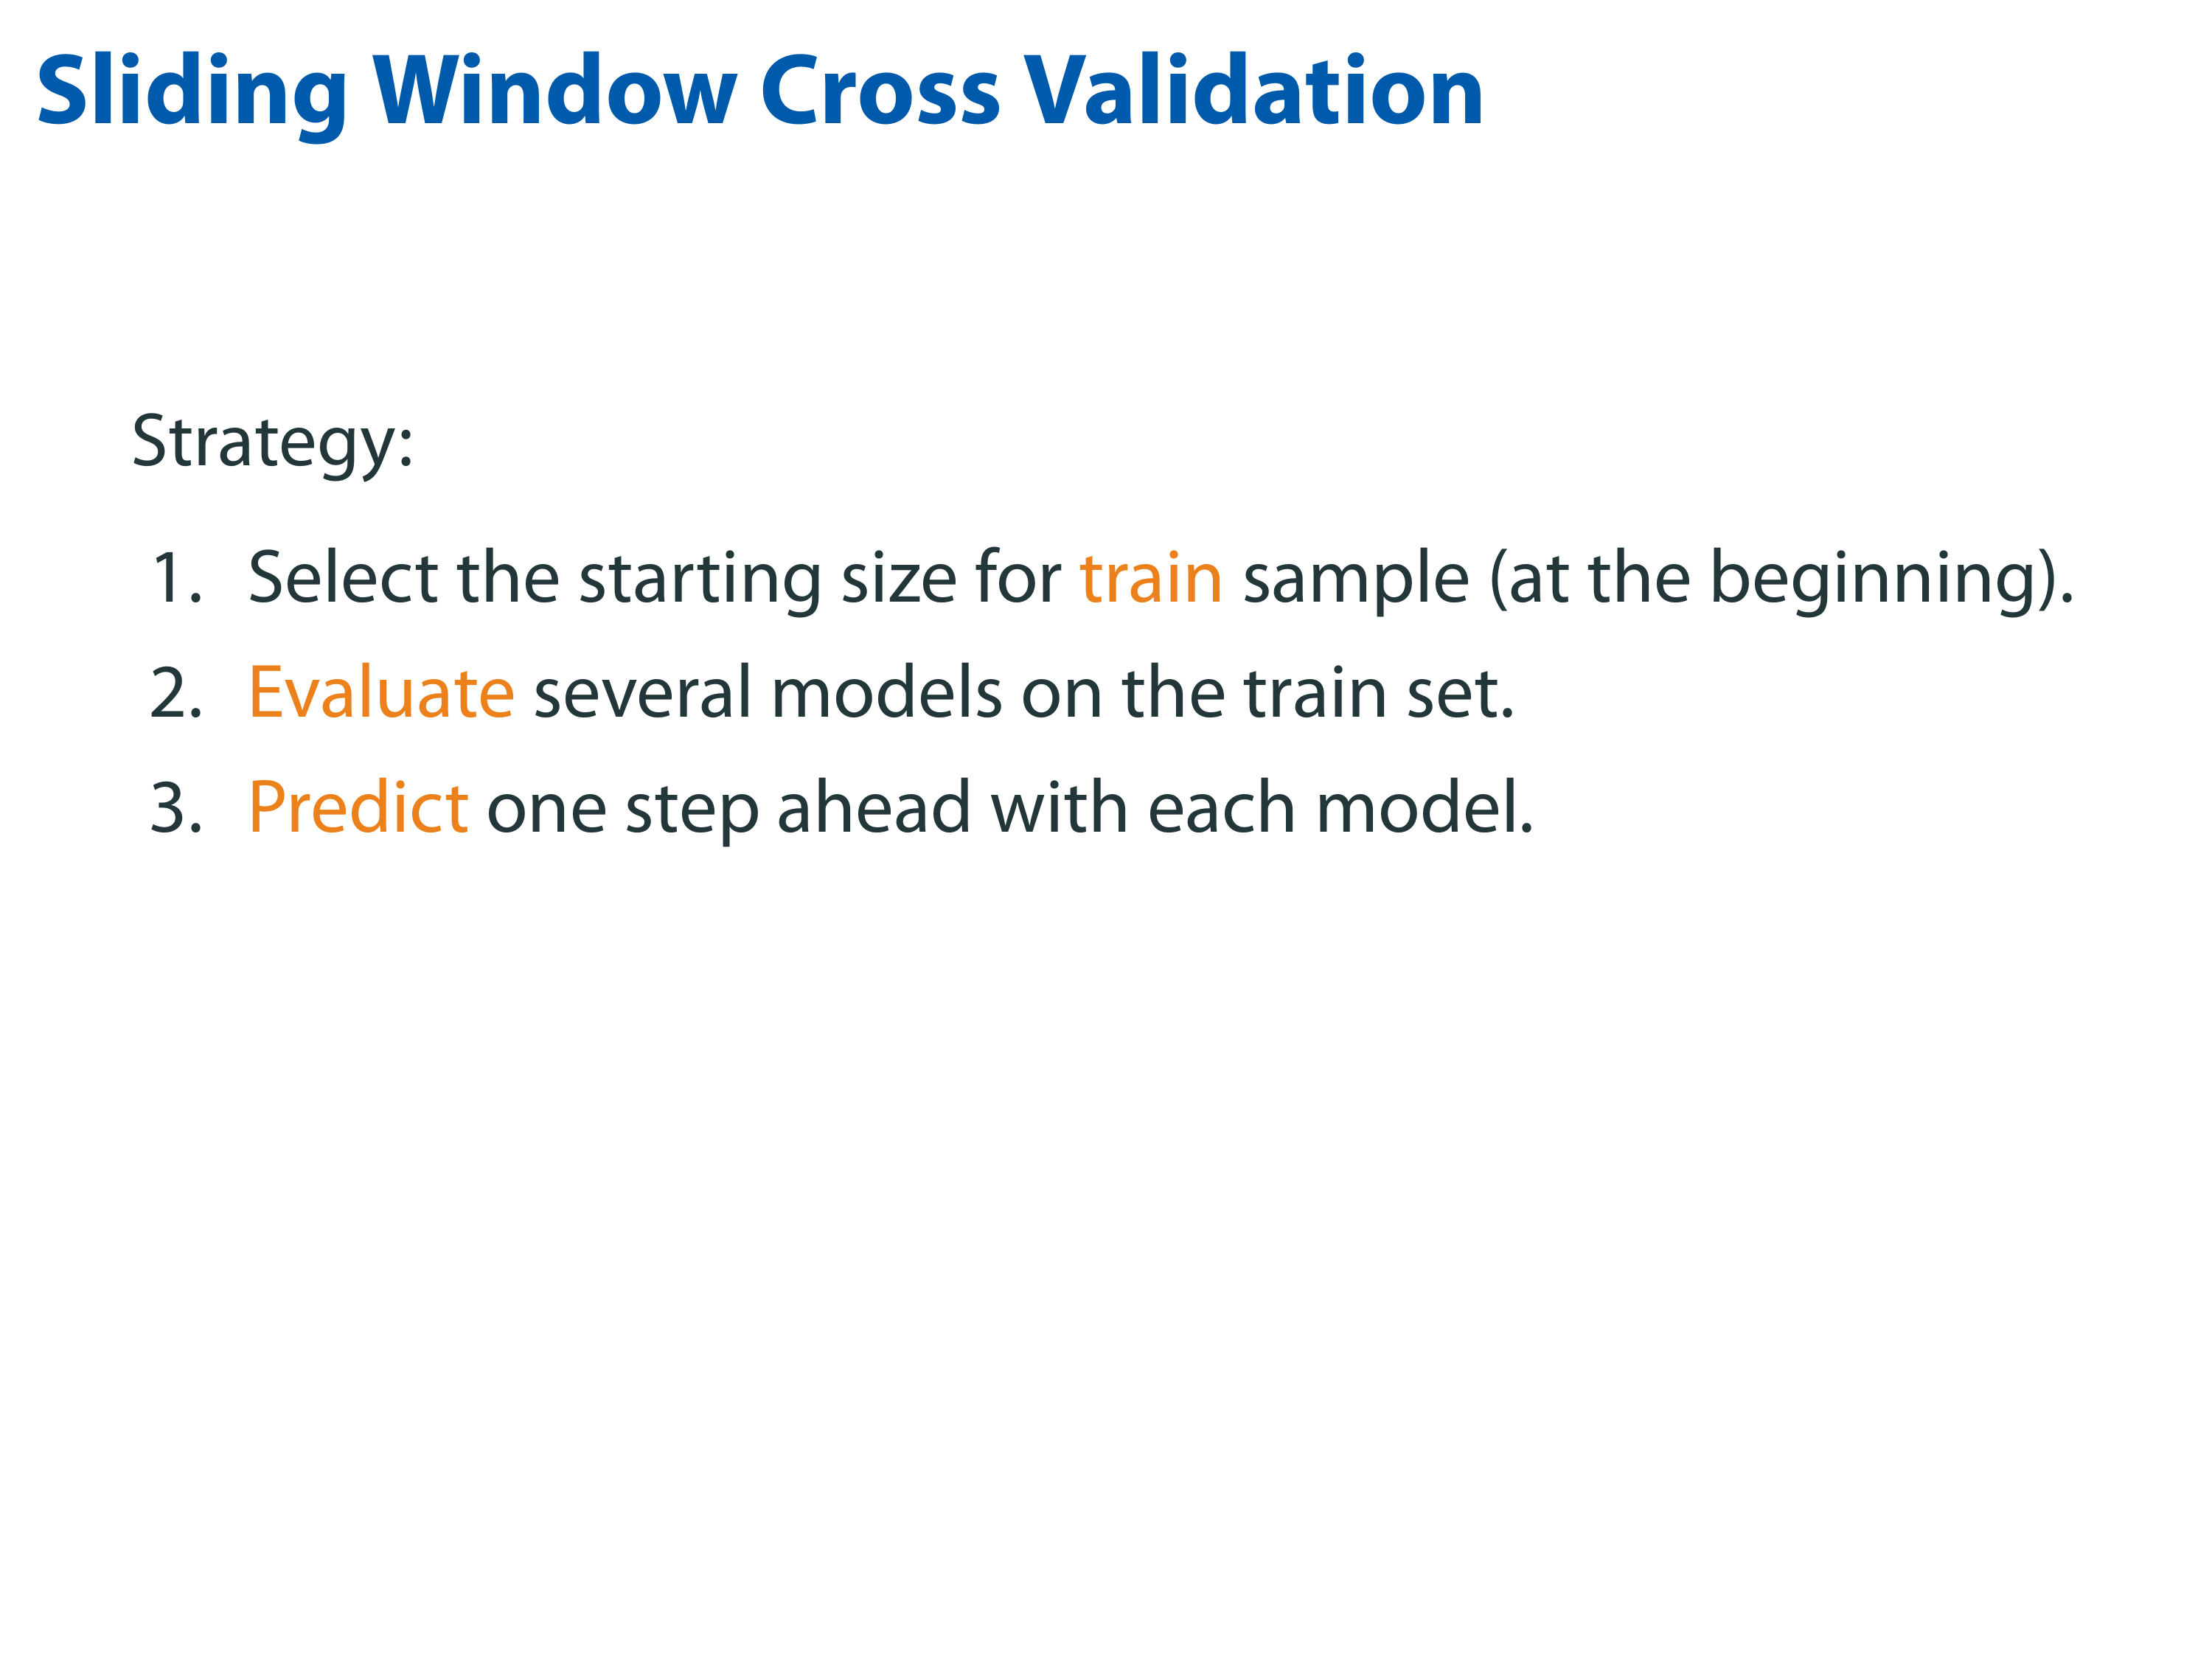 Sliding Window Cross Validation
Strategy:
1. Select the starting size for train sample (at the beginning).
2. Evaluate several models on the train set.
3. Predict one step ahead with each model.